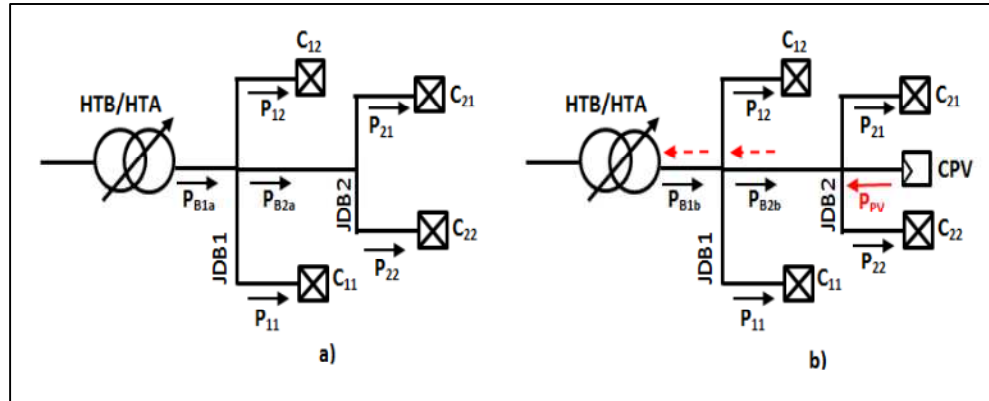 C12
C21
HTB/HTA
P12
P21
PB1a
PB2a
JDB2
C22
JDB1
P22
C11
P11
a)
C12
C21
HTB/HTA
P12
P21
CPV
PB1b
PB2b
JDB2
PPV
C22
JDB1
P22
C11
P11
b)